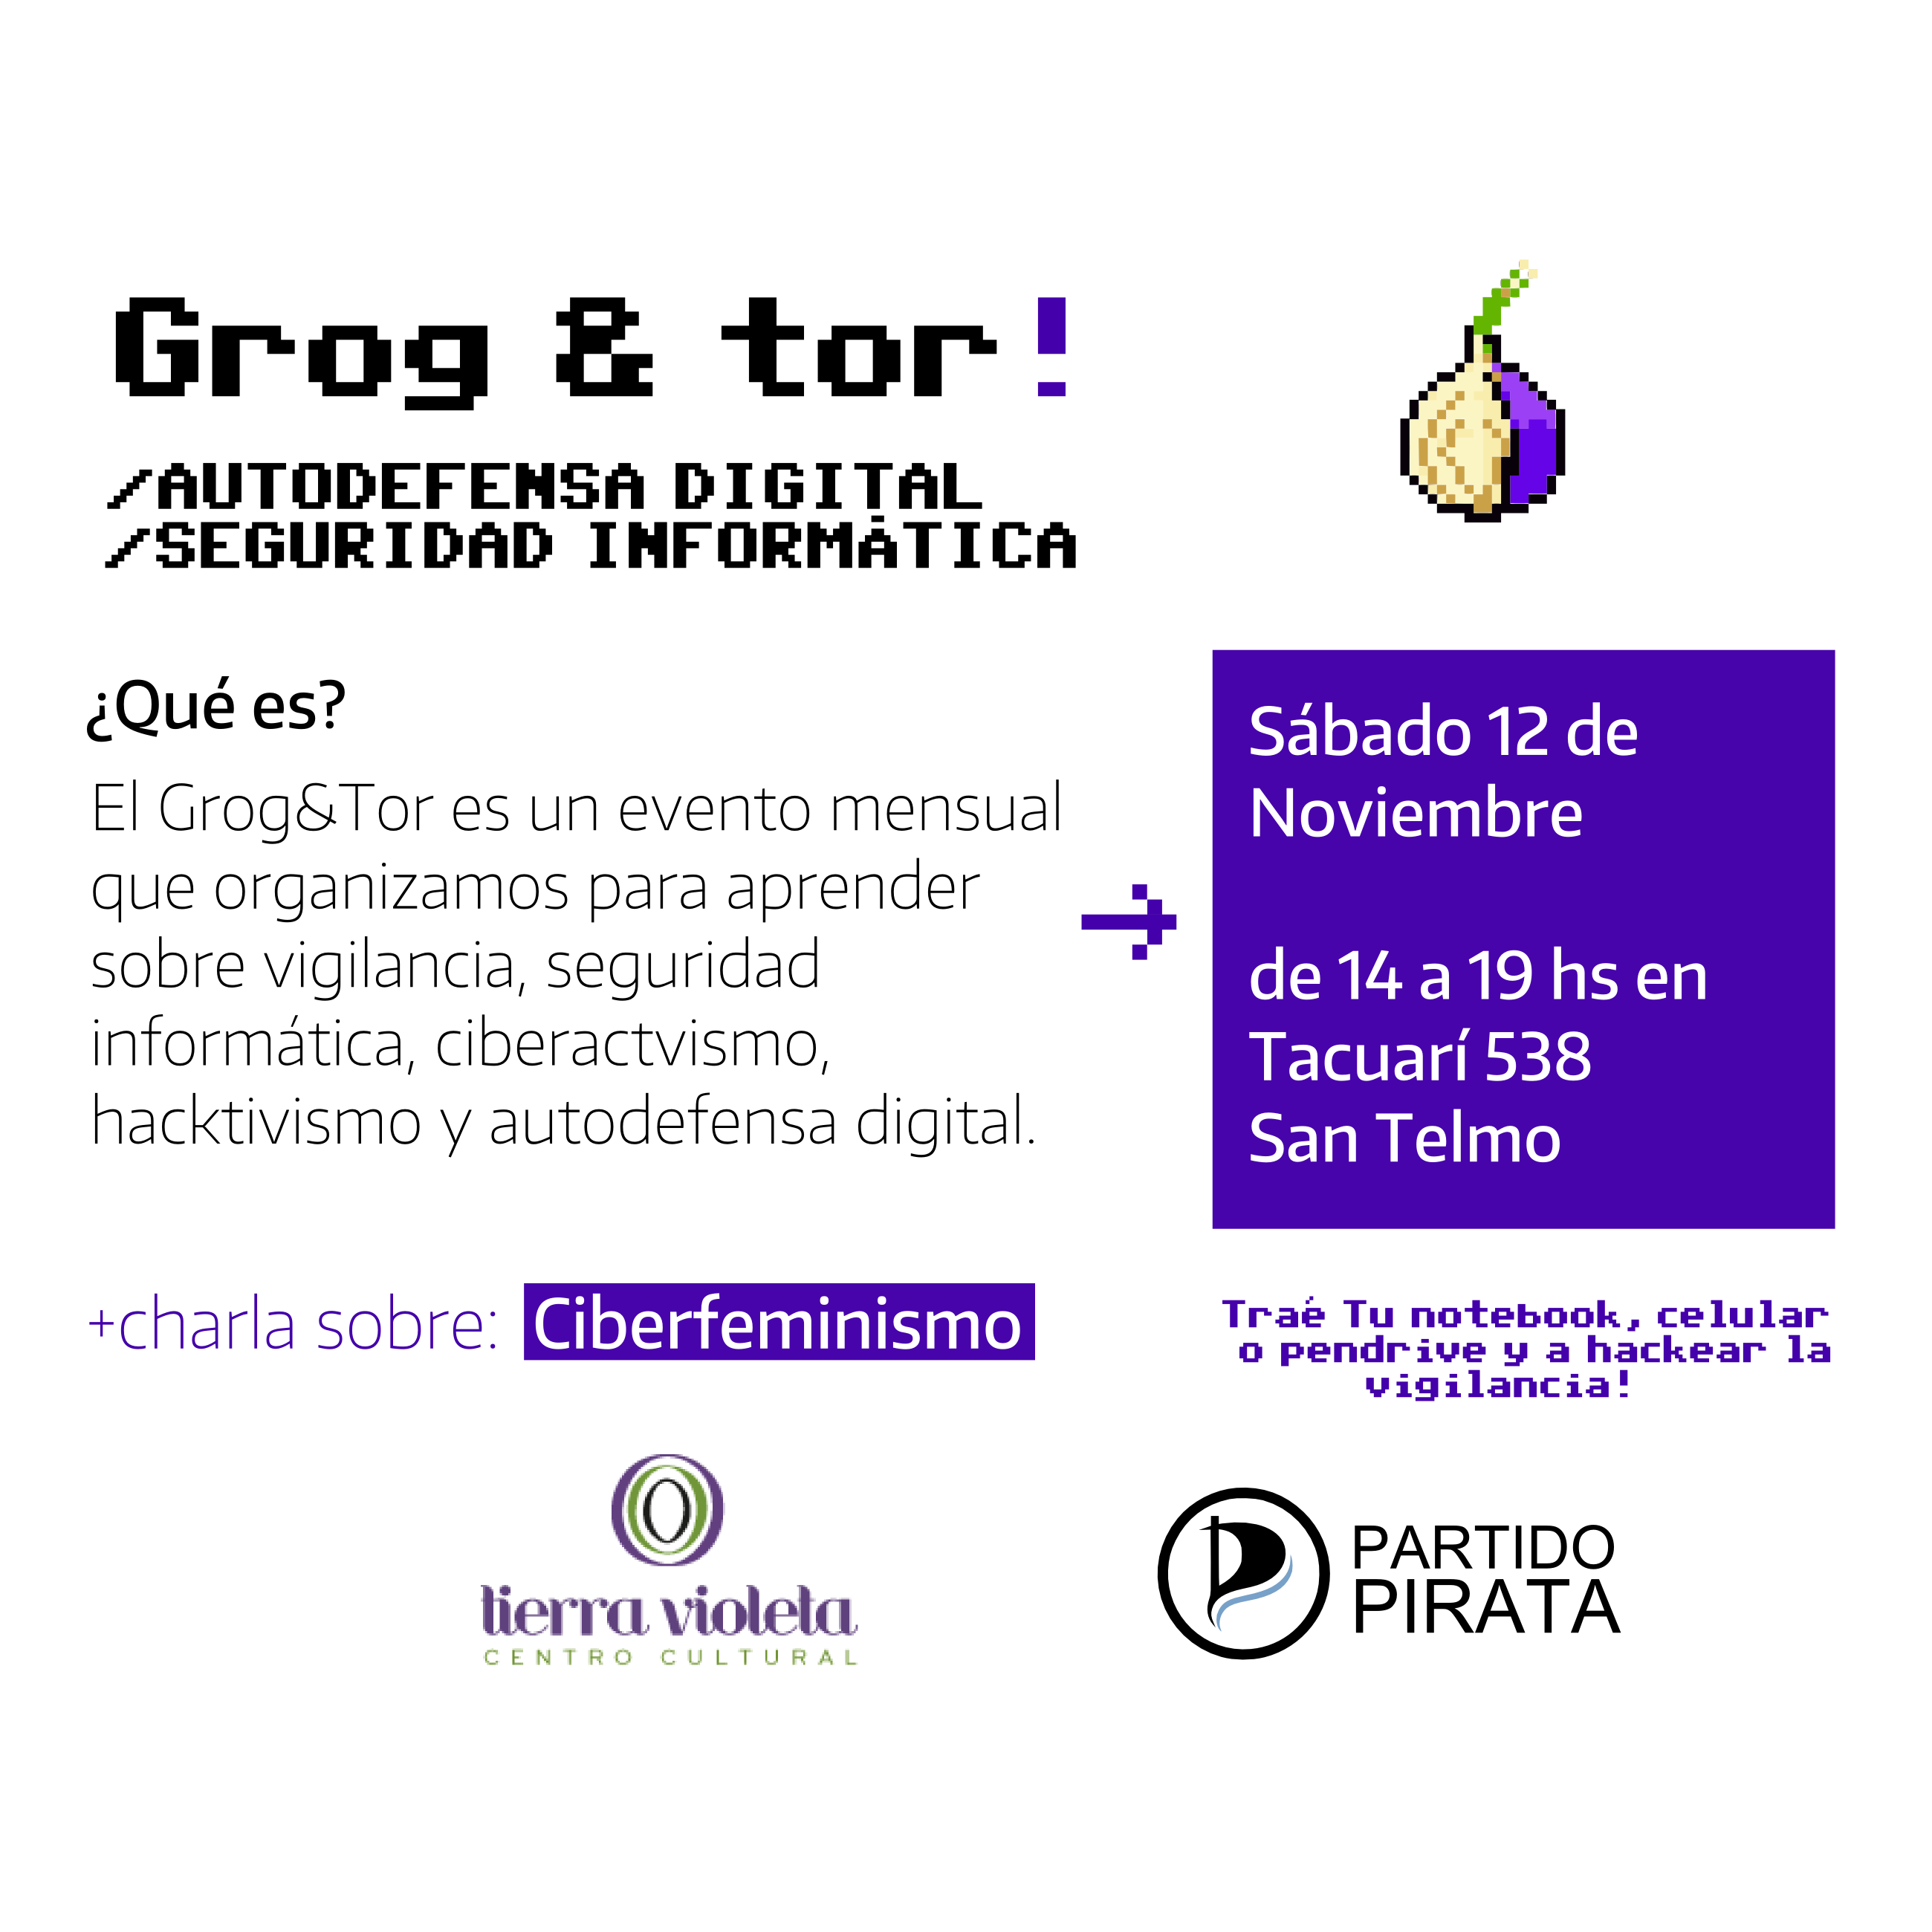 Grog & tor!
/AUTODEFENSA DIGITAL
/SEGURIDAD INFORMÁTICA
¿Qué es?
El Grog&Tor es un evento mensual
que organizamos para aprender
sobre vigilancia, seguridad
informática, ciberactvismo,
hacktivismo y autodefensa digital.
Sábado 12 de
Noviembre
de 14 a 19 hs en
Tacuarí 538
San Telmo
+charla sobre: Ciberfeminismo
Traé Tu notebook, celular
o pendrive y a hackear la
vigilancia!
tierra violeta
CENTRO CULTURAL
PARTIDO
PIRATA